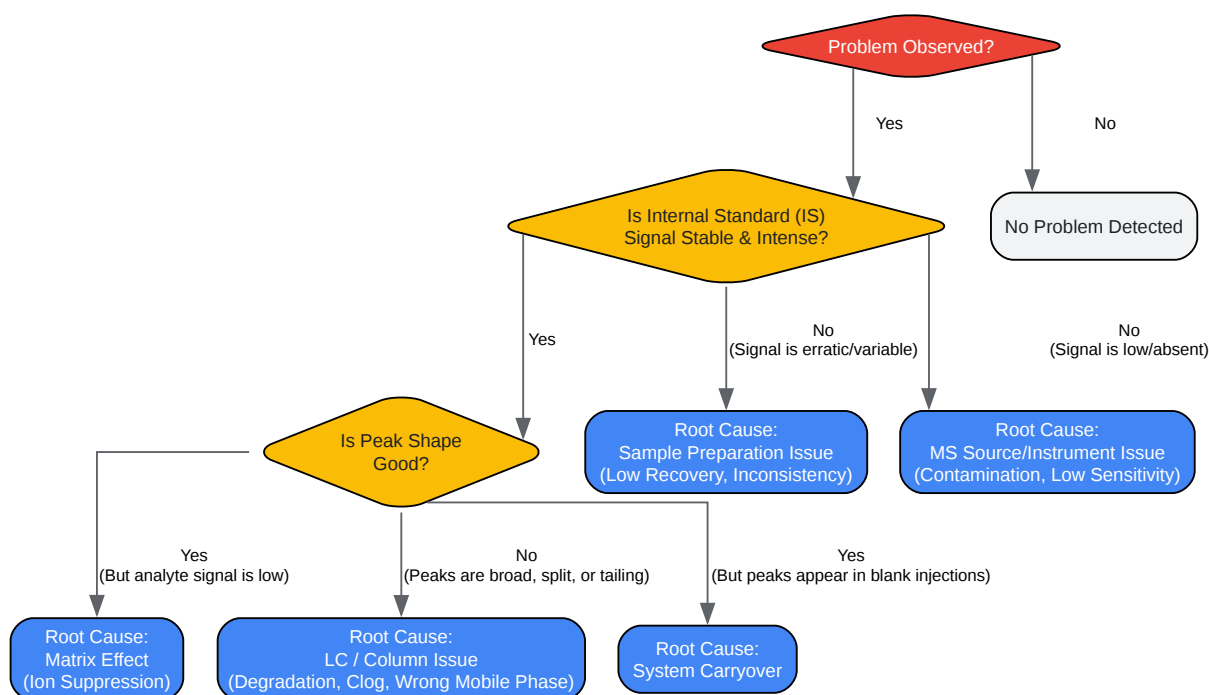 Problem Observed?
Yes
No
Is Internal Standard (IS)
Signal Stable & Intense?
No Problem Detected
Yes
No
(Signal is erratic/variable)
No
(Signal is low/absent)
Is Peak Shape
Good?
Root Cause:
Sample Preparation Issue
(Low Recovery, Inconsistency)
Root Cause:
MS Source/Instrument Issue
(Contamination, Low Sensitivity)
Yes
(But analyte signal is low)
No
(Peaks are broad, split, or tailing)
Yes
(But peaks appear in blank injections)
Root Cause:
Matrix Effect
(Ion Suppression)
Root Cause:
LC / Column Issue
(Degradation, Clog, Wrong Mobile Phase)
Root Cause:
System Carryover